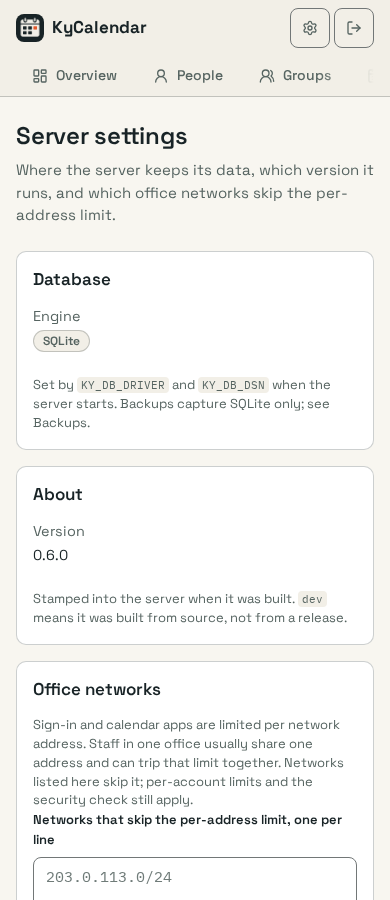 KyCalendar
Overview
People
Groups
Server settings
Where the server keeps its data, which version it
runs, and which office networks skip the per-
address limit.
Database
Engine
SQLite
Set by KY_DB_DRIVER and KY_DB_DSN when the
server starts. Backups capture SQLite only; see
Backups.
About
Version
0.6.0
Stamped into the server when it was built. dev
means it was built from source, not from a release.
Office networks
Sign-in and calendar apps are limited per network
address. Staff in one office usually share one
address and can trip that limit together. Networks
listed here skip it; per-account limits and the
security check still apply.
Networks that skip the per-address limit, one per
line
203.0.113.0/24